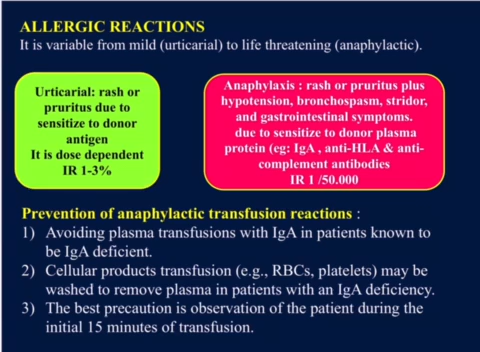 ALLERGIC REACTIONS
It is variable from mild (urticarial) to life threatening (anaphylactic).
Urticarial: rash or
pruritus due to
sensitize to donor
antigen
It is dose dependent
IR 1-3%
Anaphylaxis : rash or pruritus plus
hypotension, bronchospasm, stridor,
and gastrointestinal symptoms.
due to sensitize to donor plasma
protein (eg: IgA , anti-HLA & anti-
complement antibodies
IR 1 /50.000
Prevention of anaphylactic transfusion reactions :
1) Avoiding plasma transfusions with IgA in patients known to
be IgA deficient.
2) Cellular products transfusion (e.g., RBCs, platelets) may be
washed to remove plasma in patients with an IgA deficiency.
3) The best precaution is observation of the patient during the
initial 15 minutes of transfusion.